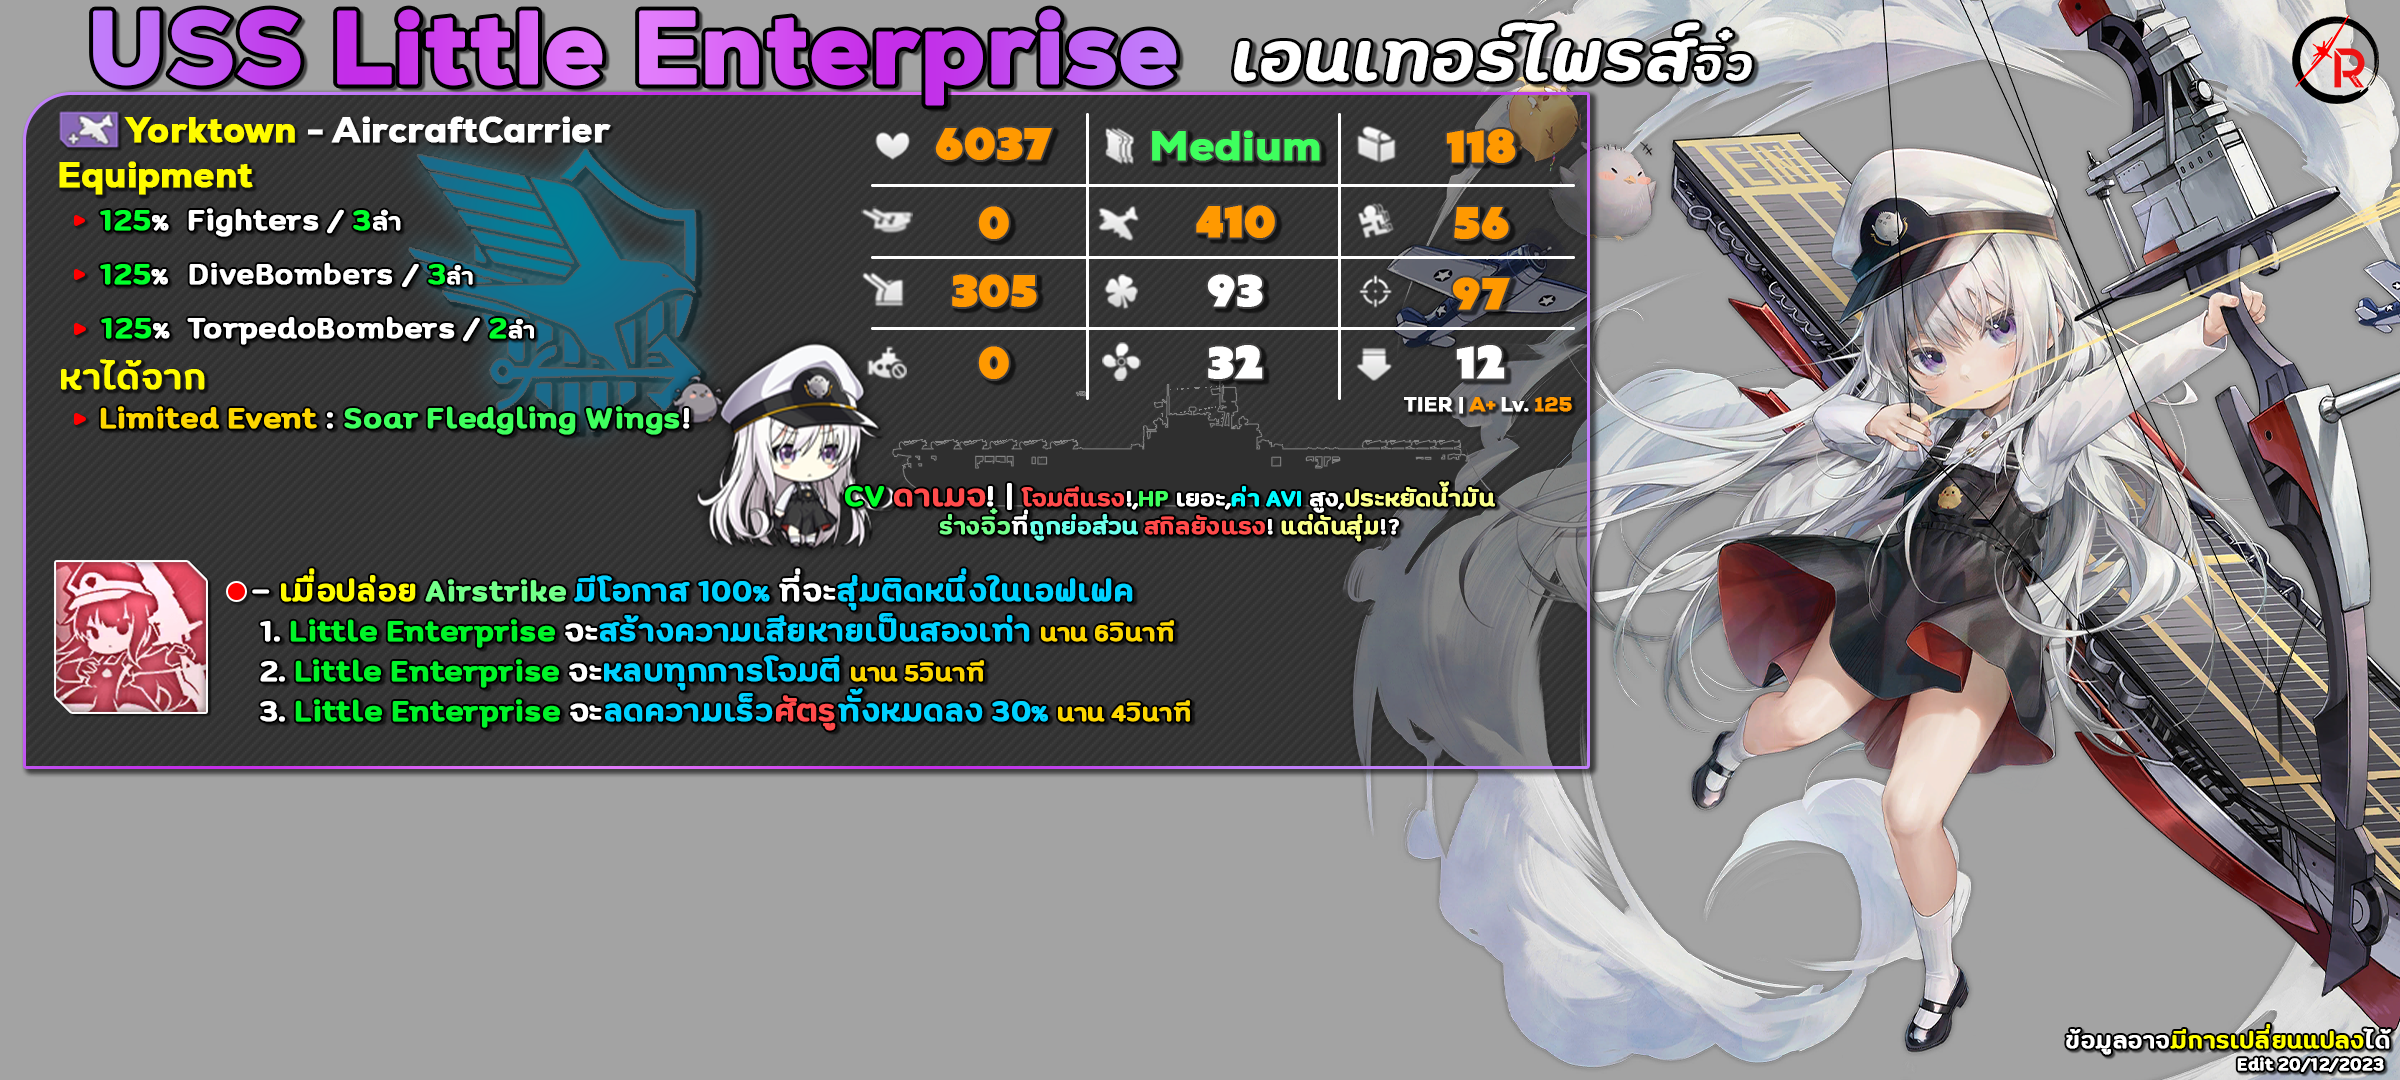 USS Little Enterprise เอนเทอร์ไพรส์จิ๋ว
Yorktown - AircraftCarrier
Equipment
125% Fighters / 3ลำ
125% DiveBombers / 3ลำ
125% TorpedoBombers / 2ลำ
หาได้จาก
Limited Event : Soar Fledgling Wings!
6037 Medium 118
0 410 56
305 93 97
0 32 12
TIER | A+ Lv. 125
CV ดาเมจ! | โจมตีแรง!,HP เยอะ,ค่า AVI สูง,ประหยัดน้ำมัน
ร่างจิ๋วที่ถูกย่อส่วน สกิลยังแรง! แต่ดันสุ่ม!?
- เมื่อปล่อย Airstrike มีโอกาส 100% ที่จะสุ่มติดหนึ่งในเอฟเฟค
1. Little Enterprise จะสร้างความเสียหายเป็นสองเท่า นาน 6วินาที
2. Little Enterprise จะหลบทุกการโจมตี นาน 5วินาที
3. Little Enterprise จะลดความเร็วศัตรูทั้งหมดลง 30% นาน 4วินาที
R
EN
ข้อมูลอาจมีการเปลี่ยนแปลงได้
Edit 20/12/2023